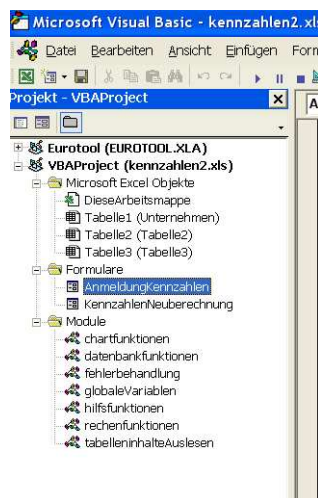 Microsoft Visual Basic - kennzahlen2.xl
Datei Bearbeiten Ansicht Einfügen Form
Projekt - VBAProject
Eurotool (EUROTOOL.XLA)
VBAProject (kennzahlen2.xls)
Microsoft Excel Objekte
DieseArbeitsmappe
Tabelle1 (Unternehmen)
Tabelle2 (Tabelle2)
Tabelle3 (Tabelle3)
Formulare
AnmeldungKennzahlen
KennzahlenNeuberechnung
Module
chartfunktionen
datenbankfunktionen
fehlerbehandlung
globaleVariablen
hilfsfunktionen
rechenfunktionen
tabelleninhalteAuslesen